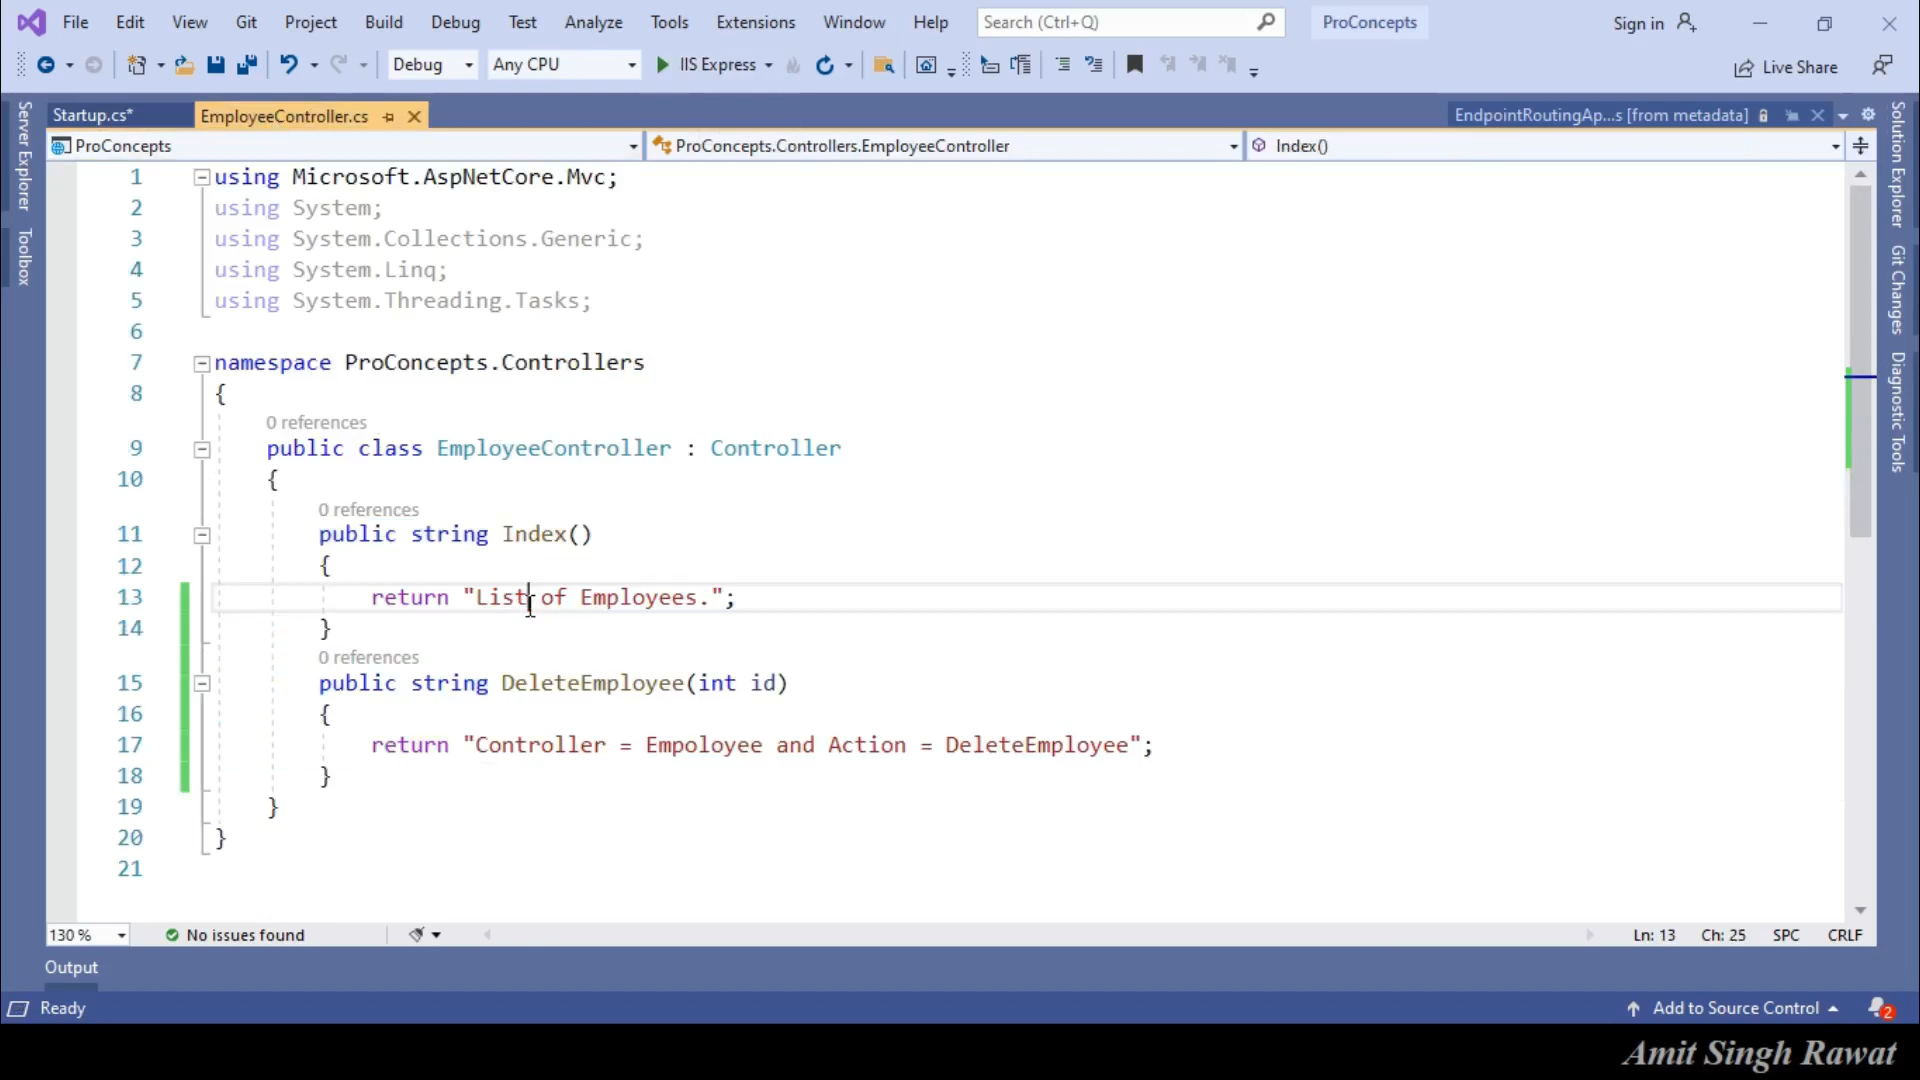 File Edit View Git Project Build Debug Test Analyze Tools Extensions Window Help Search (Ctrl+Q) ProConcepts Sign in
Debug Any CPU IIS Express Live Share
Server Explorer
Toolbox
Startup.cs* EmployeeController.cs EndpointRoutingAp...s [from metadata]
ProConcepts ProConcepts.Controllers.EmployeeController Index()
1 using Microsoft.AspNetCore.Mvc;
2 using System;
3 using System.Collections.Generic;
4 using System.Linq;
5 using System.Threading.Tasks;
6
7 namespace ProConcepts.Controllers
8 {
0 references
9 public class EmployeeController : Controller
10 {
0 references
11 public string Index()
12 {
13 return "List of Employees.";
14 }
0 references
15 public string DeleteEmployee(int id)
16 {
17 return "Controller = Empoloyee and Action = DeleteEmployee";
18 }
19 }
20 }
21
Solution Explorer
Git Changes
Diagnostic Tools
130 % No issues found Ln: 13 Ch: 25 SPC CRLF
Output
Ready Add to Source Control 2
Amit Singh Rawat